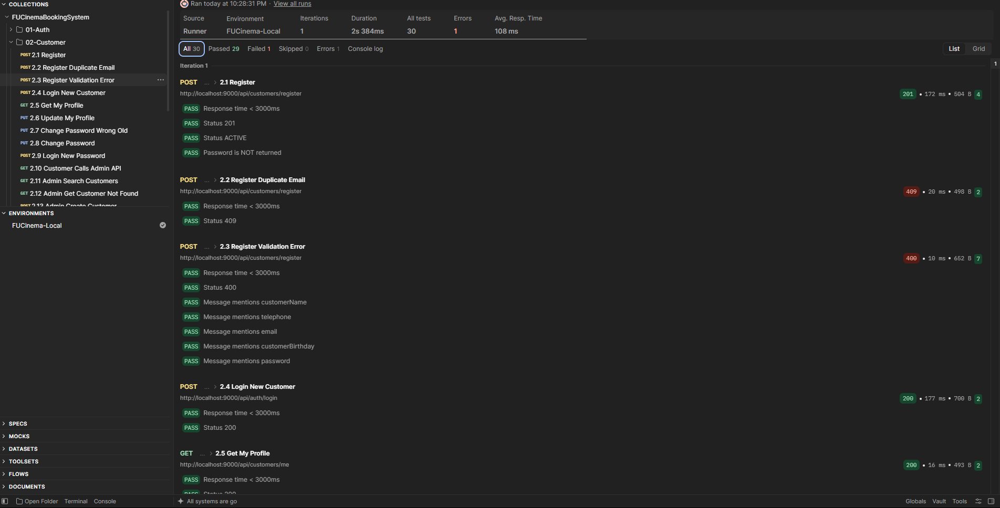 COLLECTIONS
FUCinemaBookingSystem
01-Auth
02-Customer
POST 2.1 Register
POST 2.2 Register Duplicate Email
POST 2.3 Register Validation Error
POST 2.4 Login New Customer
GET 2.5 Get My Profile
PUT 2.6 Update My Profile
PUT 2.7 Change Password Wrong Old
PUT 2.8 Change Password
POST 2.9 Login New Password
GET 2.10 Customer Calls Admin API
GET 2.11 Admin Search Customers
GET 2.12 Admin Get Customer Not Found
POST 2.13 Admin Create Customer
ENVIRONMENTS
FUCinema-Local
SPECS
MOCKS
DATASETS
TOOLSETS
FLOWS
DOCUMENTS
Ran today at 10:28:31 PM · View all runs
Source Environment Iterations Duration All tests Errors Avg. Resp. Time
Runner FUCinema-Local 1 2s 384ms 30 1 108 ms
All 30 Passed 29 Failed 1 Skipped 0 Errors 1 Console log List Grid
Iteration 1
1
POST ... > 2.1 Register
http://localhost:9000/api/customers/register
201 • 172 ms • 504 B 4
PASS Response time < 3000ms
PASS Status 201
PASS Status ACTIVE
PASS Password is NOT returned
POST ... > 2.2 Register Duplicate Email
http://localhost:9000/api/customers/register
409 • 20 ms • 498 B 2
PASS Response time < 3000ms
PASS Status 409
POST ... > 2.3 Register Validation Error
http://localhost:9000/api/customers/register
400 • 10 ms • 652 B 7
PASS Response time < 3000ms
PASS Status 400
PASS Message mentions customerName
PASS Message mentions telephone
PASS Message mentions email
PASS Message mentions customerBirthday
PASS Message mentions password
POST ... > 2.4 Login New Customer
http://localhost:9000/api/auth/login
200 • 177 ms • 700 B 2
PASS Response time < 3000ms
PASS Status 200
GET ... > 2.5 Get My Profile
http://localhost:9000/api/customers/me
200 • 16 ms • 493 B 2
PASS Response time < 3000ms
PASS Status 200
Open Folder Terminal Console All systems are go Globals Vault Tools